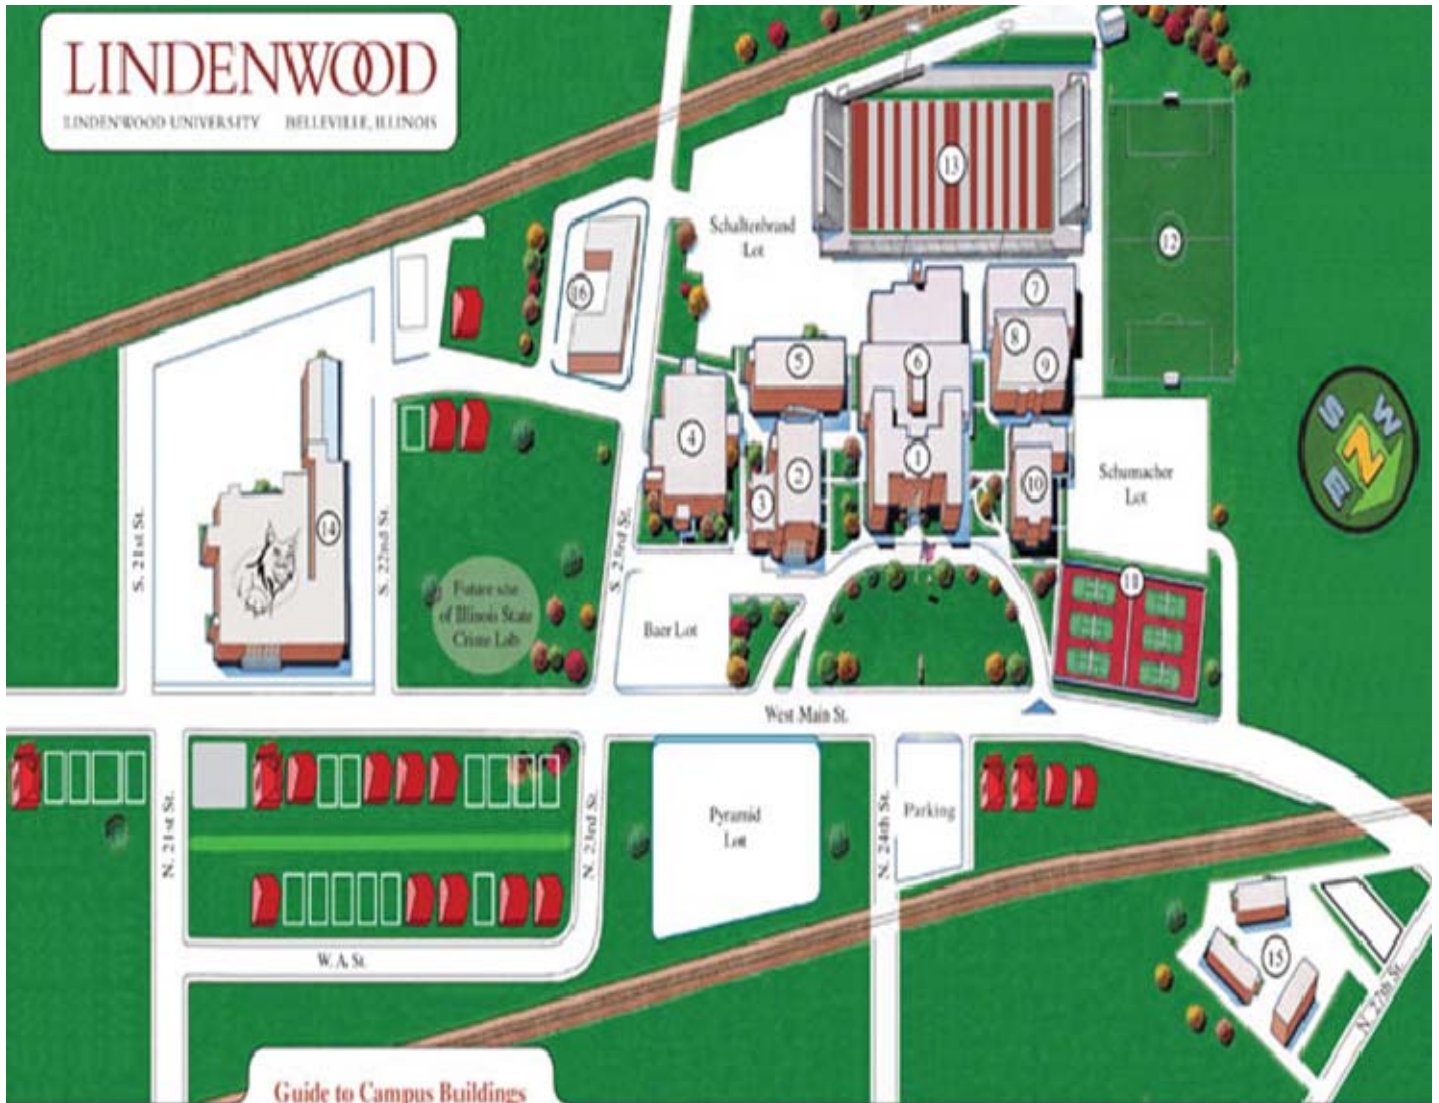 LINDENWOOD
LINDENWOOD UNIVERSITY BELLEVILLE, ILLINOIS
13
Schaltenbrand
Lot
12
16
7
8
5
6
9
S
W
N
E
4
1
2
10
3
Schumacher
Lot
14
S. 21st St.
S. 22nd St.
S. 23rd St.
11
Future site
of Illinois State
Crime Lab
Baer Lot
West Main St.
N. 21st St.
N. 23rd St.
Pyramid
Lot
N. 24th St.
Parking
W. A. St.
15
N. 27th St.
Guide to Campus Buildings